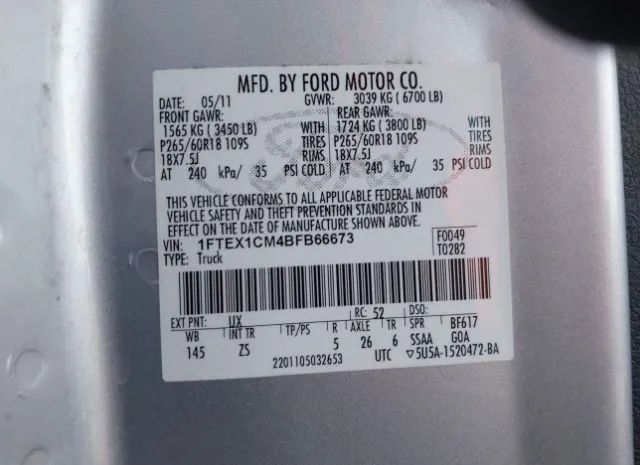 MFD. BY FORD MOTOR CO.
DATE: 05/11 GVWR: 3039 KG ( 6700 LB)
FRONT GAWR: REAR GAWR:
1565 KG ( 3450 LB) WITH 1724 KG ( 3800 LB) WITH
P265/60R18 109S TIRES P265/60R18 109S TIRES
18X7.5J RIMS 18X7.5J RIMS
AT 240 kPa/ 35 PSI COLD AT 240 kPa/ 35 PSI COLD
THIS VEHICLE CONFORMS TO ALL APPLICABLE FEDERAL MOTOR
VEHICLE SAFETY AND THEFT PREVENTION STANDARDS IN
EFFECT ON THE DATE OF MANUFACTURE SHOWN ABOVE.
VIN: 1FTEX1CM4BFB66673 F0049
TYPE: Truck T0282
EXT PNT: UX RC: 52 DSO:
WB INT TR TP/PS R AXLE TR SPR BF617
145 ZS 5 26 6 SSAA GOA
2201105032653 UTC ▽5U5A-1520472-BA
Ford